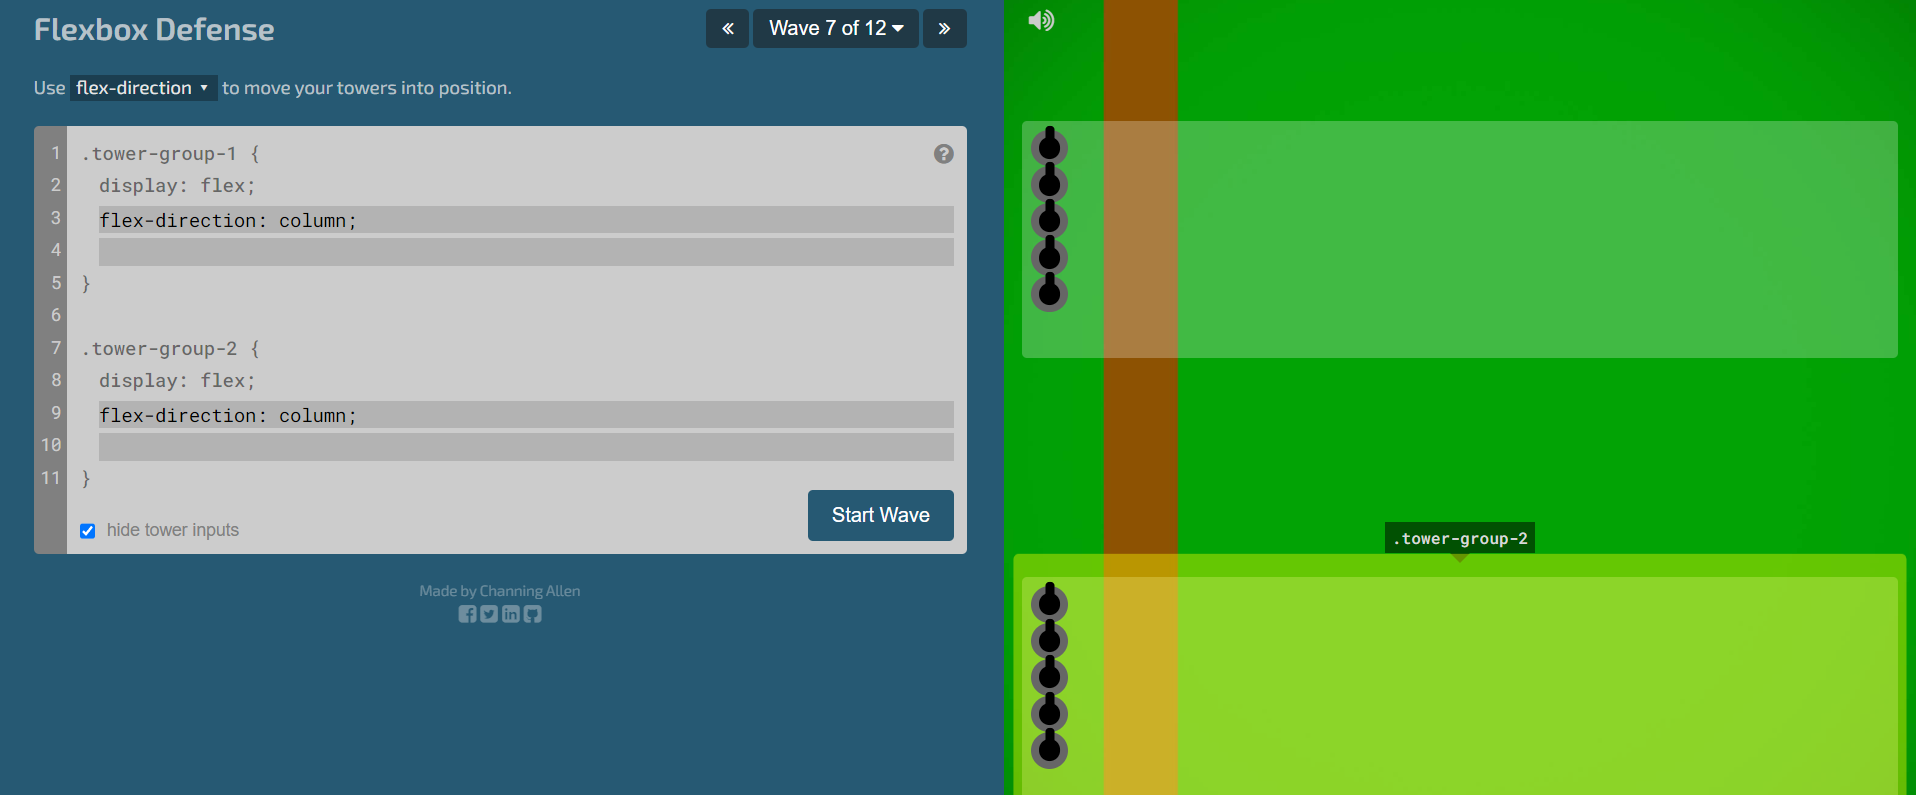 Flexbox Defense
« Wave 7 of 12 »
Use flex-direction to move your towers into position.
1 .tower-group-1 {
2 display: flex;
3 flex-direction: column;
4
5 }
6
7 .tower-group-2 {
8 display: flex;
9 flex-direction: column;
10
11 }
hide tower inputs
Start Wave
Made by Channing Allen
.tower-group-2